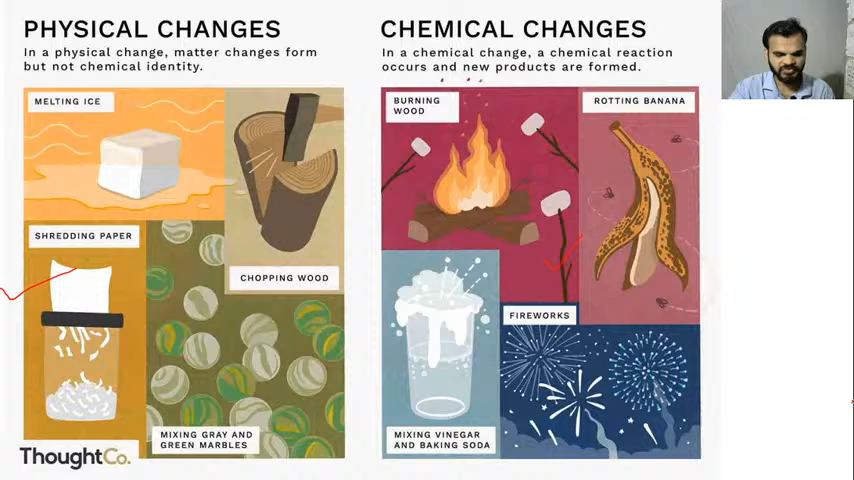 PHYSICAL CHANGES
In a physical change, matter changes form
but not chemical identity.
MELTING ICE
CHOPPING WOOD
SHREDDING PAPER
MIXING GRAY AND
GREEN MARBLES
ThoughtCo.
CHEMICAL CHANGES
In a chemical change, a chemical reaction
occurs and new products are formed.
BURNING
WOOD
ROTTING BANANA
FIREWORKS
MIXING VINEGAR
AND BAKING SODA